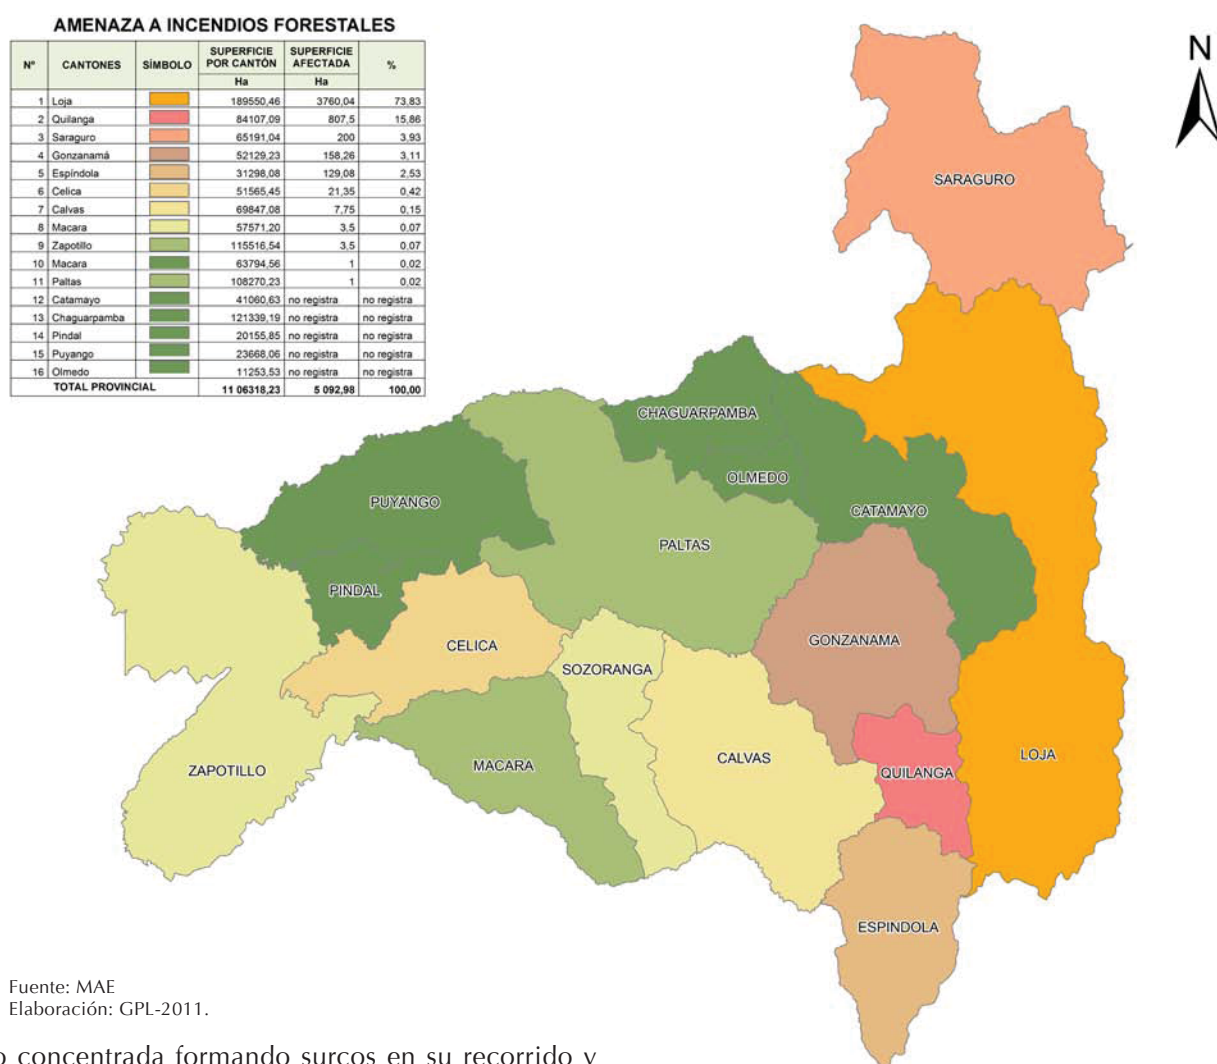 AMENAZA A INCENDIOS FORESTALES
Nº CANTONES SÍMBOLO SUPERFICIE POR CANTÓN SUPERFICIE AFECTADA %
Ha Ha
1 Loja 189550,46 3760,04 73,83
2 Quilanga 84107,09 807,5 15,86
3 Saraguro 65191,04 200 3,93
4 Gonzanamá 52129,23 158,26 3,11
5 Espíndola 31298,08 129,08 2,53
6 Celica 51565,45 21,35 0,42
7 Calvas 69847,08 7,75 0,15
8 Macara 57571,20 3,5 0,07
9 Zapotillo 115516,54 3,5 0,07
10 Macara 63794,56 1 0,02
11 Paltas 108270,23 1 0,02
12 Catamayo 41060,63 no registra no registra
13 Chaguarpamba 121339,19 no registra no registra
14 Pindal 20155,85 no registra no registra
15 Puyango 23668,06 no registra no registra
16 Olmedo 11253,53 no registra no registra
TOTAL PROVINCIAL 11 06318,23 5 092,98 100,00
N
SARAGURO
CHAGUARPAMBA
OLMEDO
PUYANGO
CATAMAYO
PALTAS
PINDAL
GONZANAMA
CELICA
SOZORANGA
LOJA
CALVAS
MACARA
ZAPOTILLO
QUILANGA
ESPINDOLA
Fuente: MAE
Elaboración: GPL-2011.
o concentrada formando surcos en su recorrido y